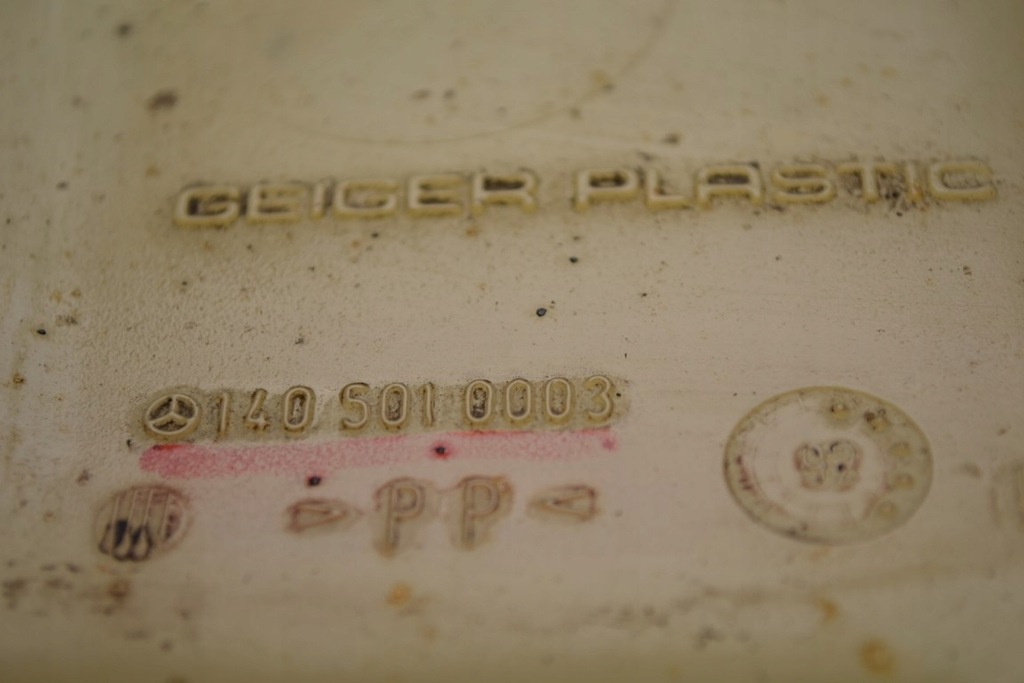 GEIGER PLASTIC
140 501 0003
>PP<